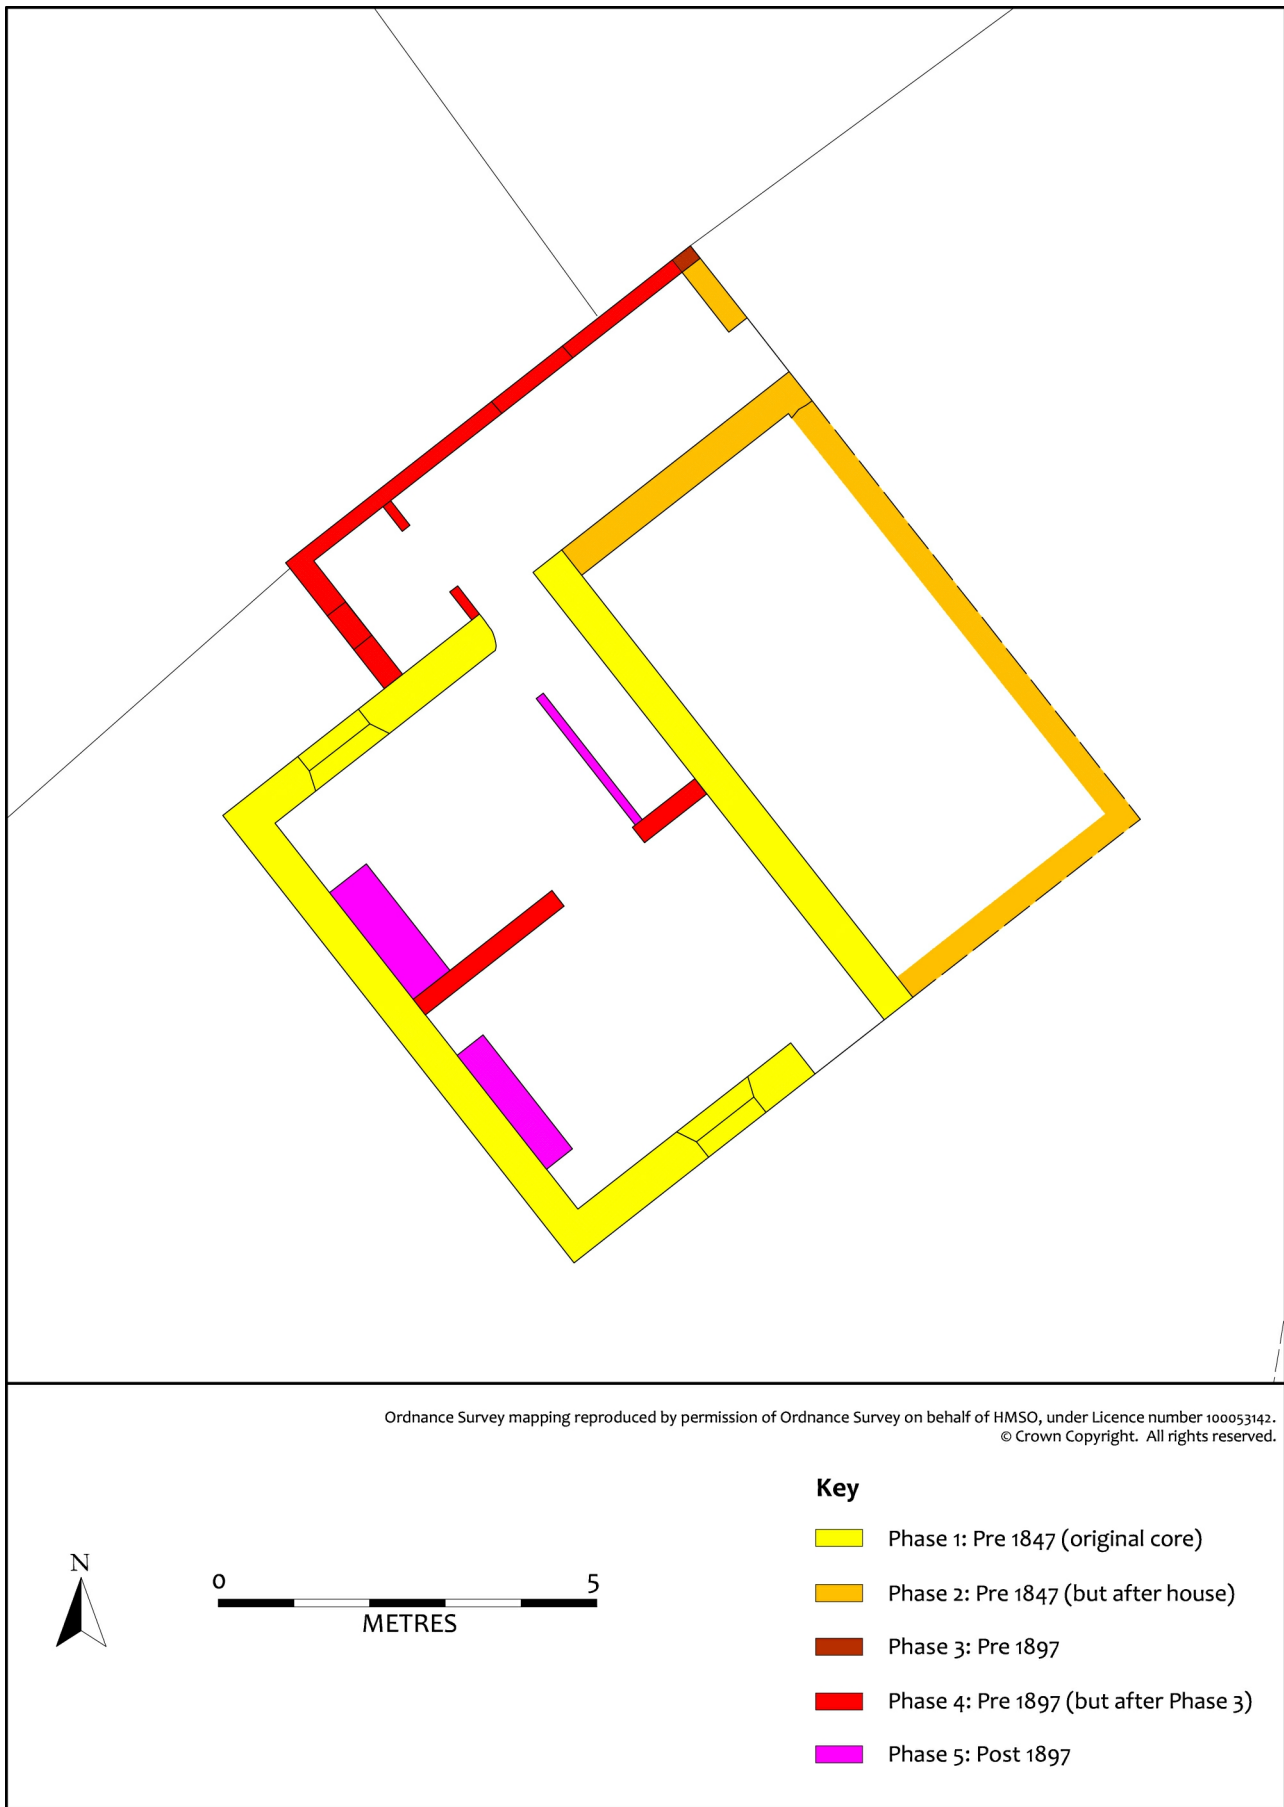 Ordnance Survey mapping reproduced by permission of Ordnance Survey on behalf of HMSO, under Licence number 100053142.
© Crown Copyright. All rights reserved.
Key
Phase 1: Pre 1847 (original core)
Phase 2: Pre 1847 (but after house)
Phase 3: Pre 1897
Phase 4: Pre 1897 (but after Phase 3)
Phase 5: Post 1897
N
0 5
METRES